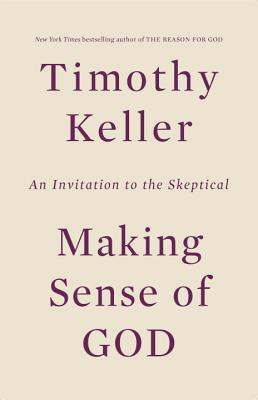 New York Times bestselling author of THE REASON FOR GOD
Timothy
Keller
An Invitation to the Skeptical
Making
Sense of
GOD